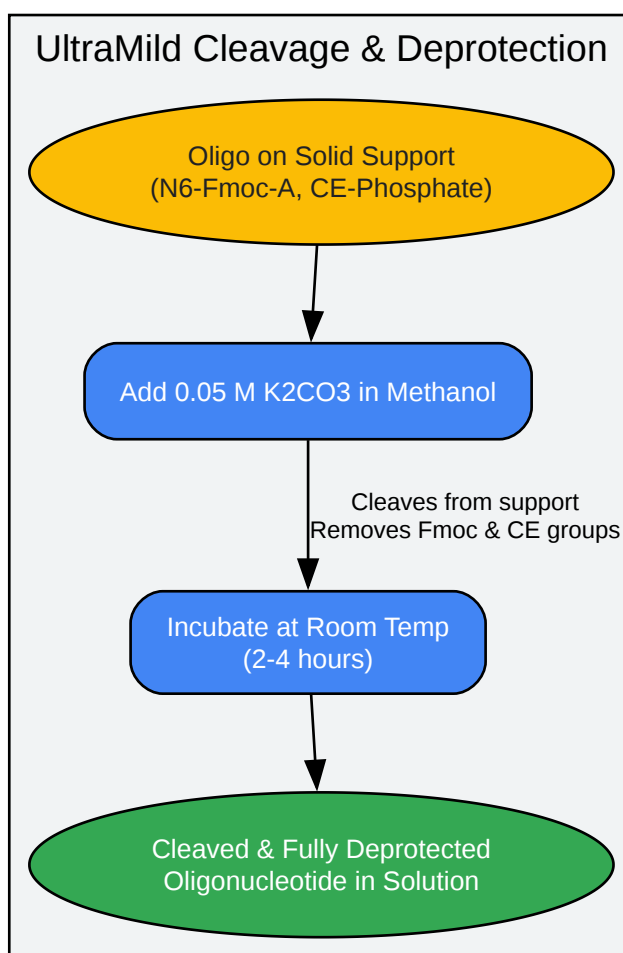 UltraMild Cleavage & Deprotection
Oligo on Solid Support
(N6-Fmoc-A, CE-Phosphate)
Add 0.05 M K2CO3 in Methanol
Cleaves from support
Removes Fmoc & CE groups
Incubate at Room Temp
(2-4 hours)
Cleaved & Fully Deprotected
Oligonucleotide in Solution